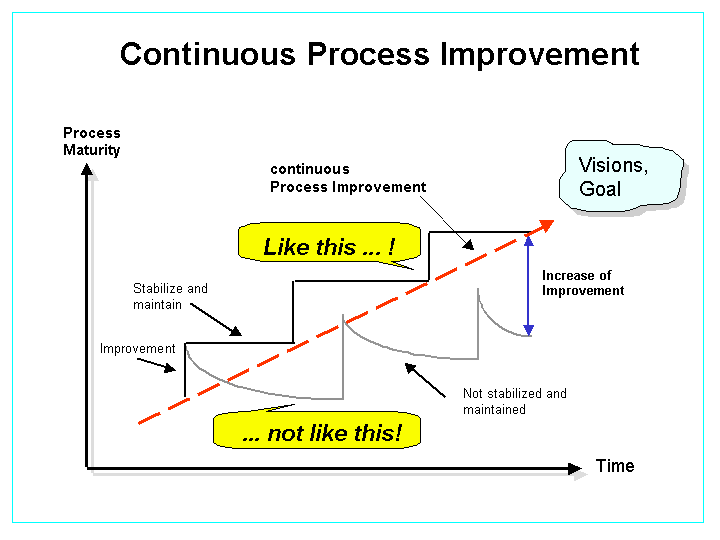 Continuous Process Improvement
Process
Maturity
Visions,
Goal
continuous
Process Improvement
Like this ... !
Increase of
Improvement
Stabilize and
maintain
Improvement
Not stabilized and
maintained
... not like this!
Time